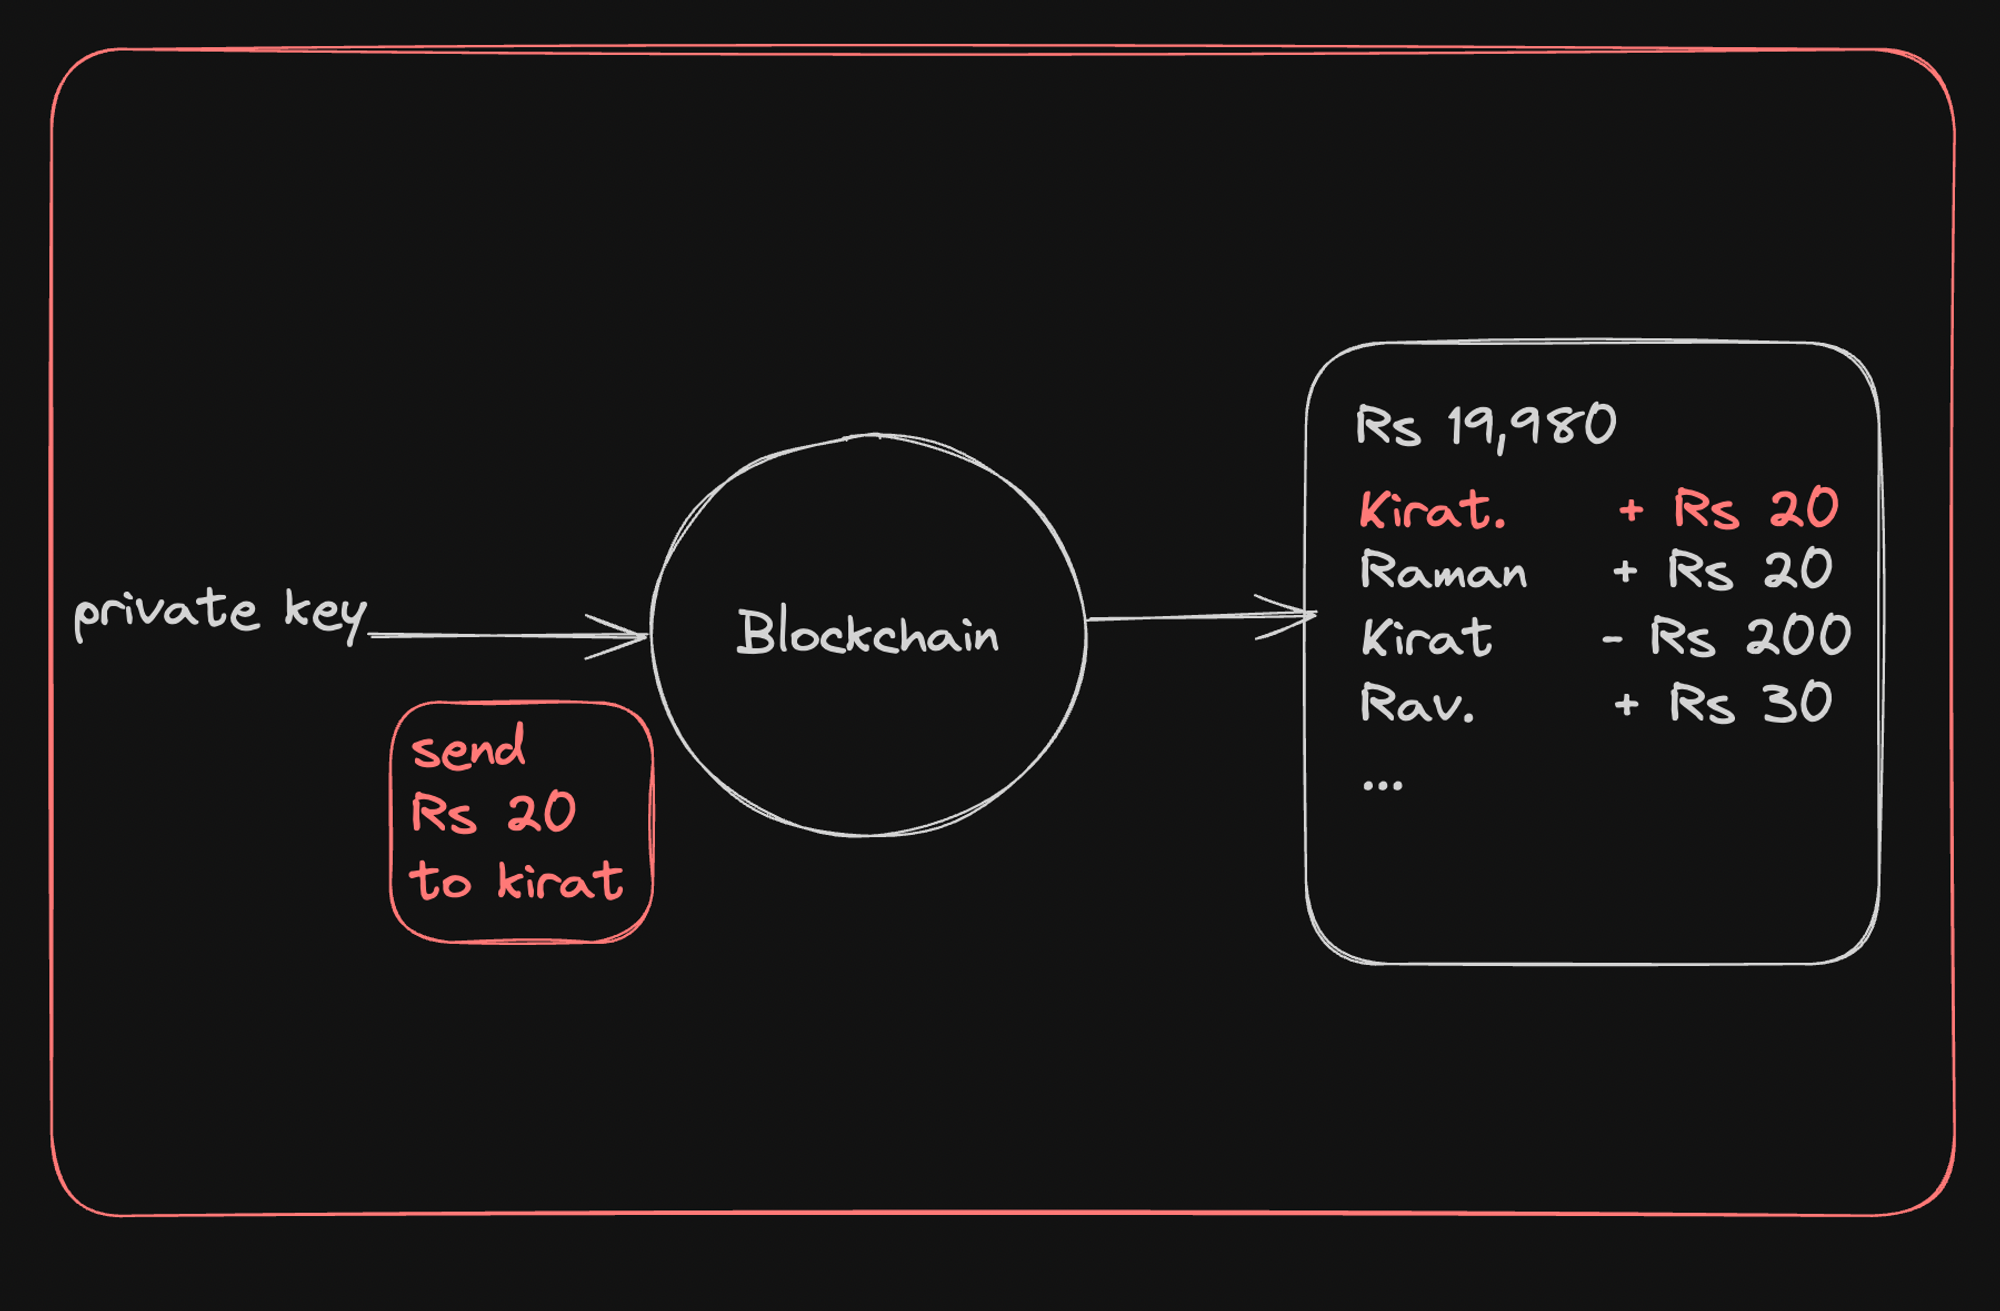 private key
send
Rs 20
to kirat
Blockchain
Rs 19,980
Kirat. + Rs 20
Raman + Rs 20
Kirat - Rs 200
Rav. + Rs 30
...